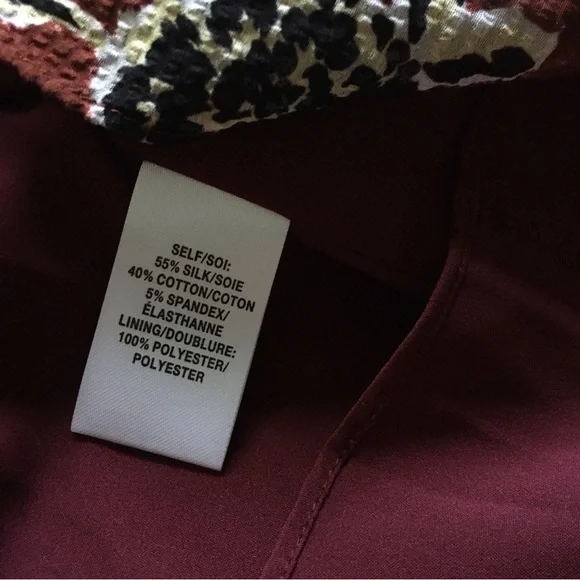 SELF/SOI:
55% SILK/SOIE
40% COTTON/COTON
5% SPANDEX/
ÉLASTHANNE
LINING/DOUBLURE:
100% POLYESTER/
POLYESTER